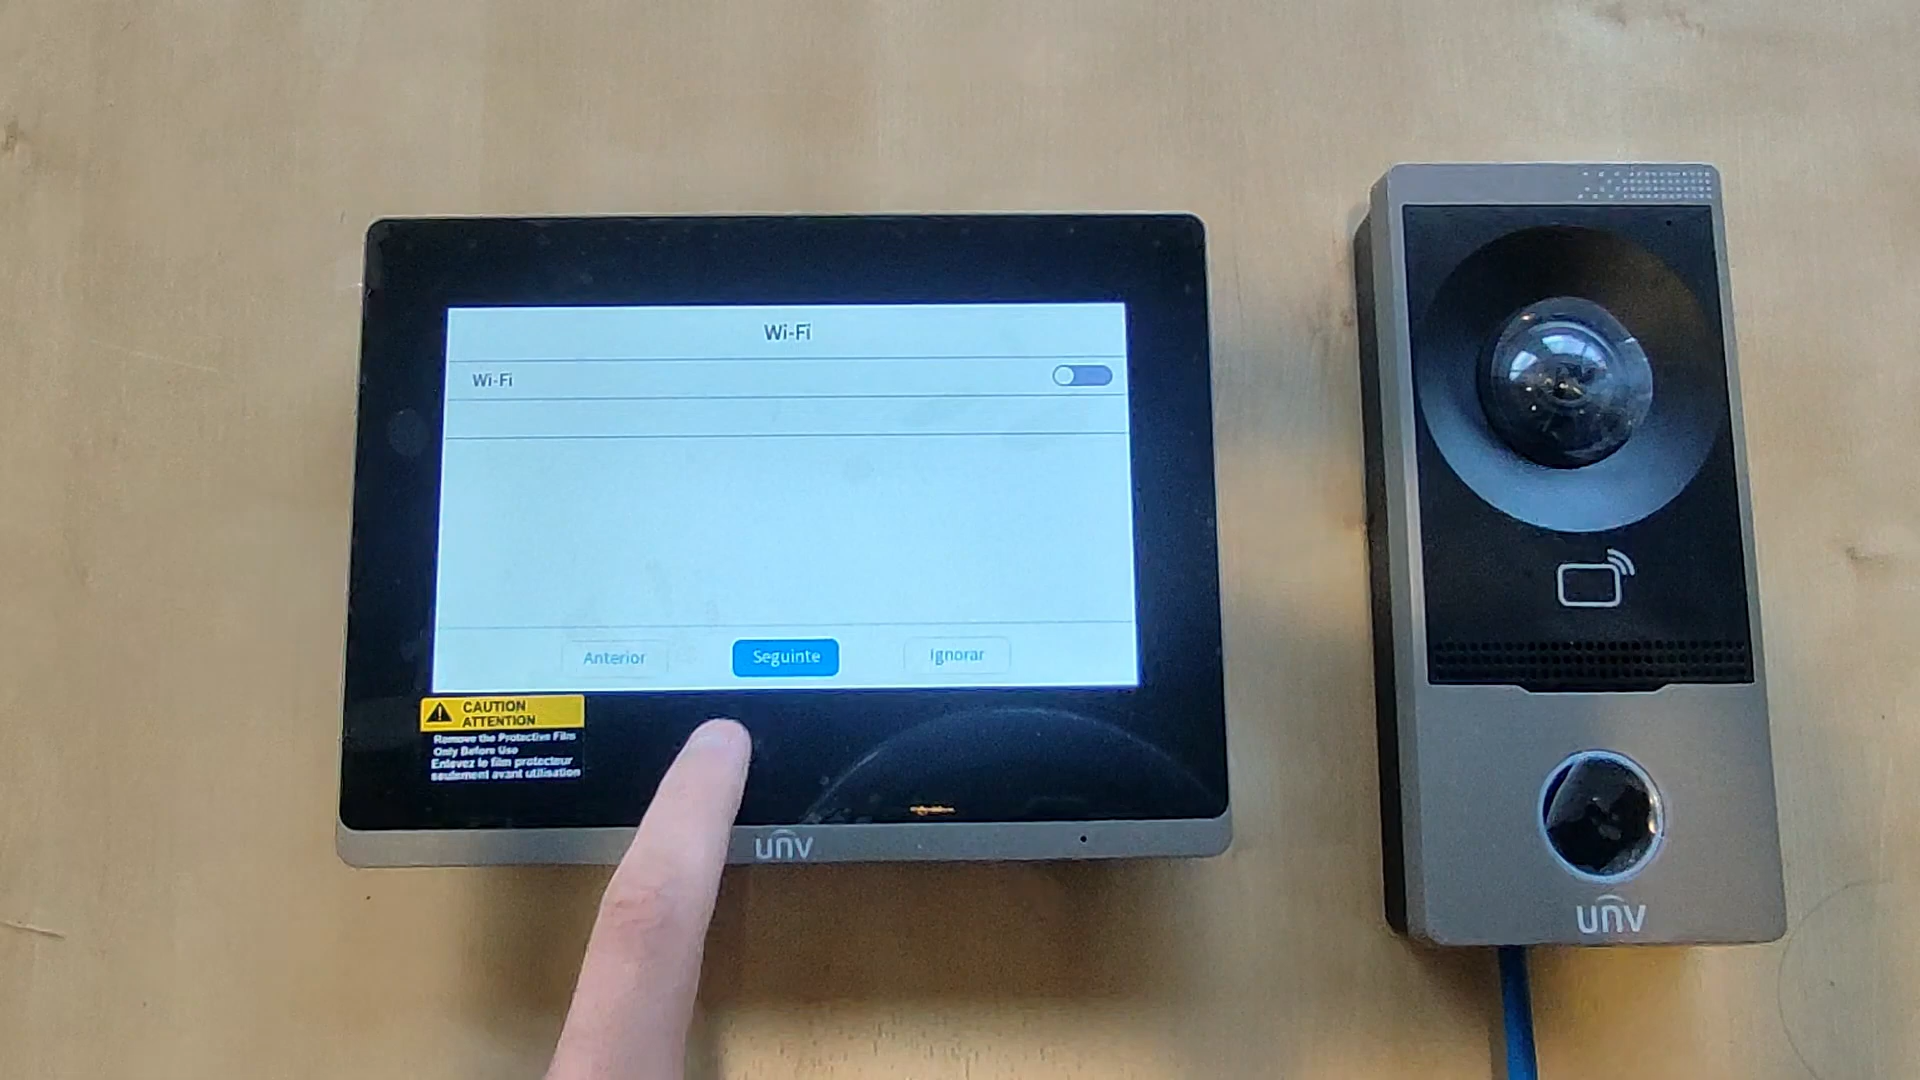 Wi-Fi
Wi-Fi
Anterior
Seguinte
Ignorar
CAUTION
ATTENTION
Remove the Protective Film
Only Before Use
Enlevez le film protecteur
seulement avant utilisation
unv
unv